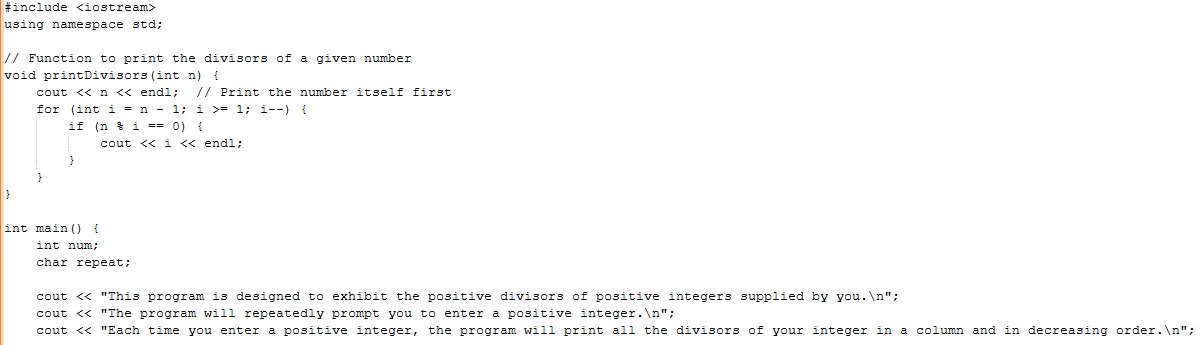 #include <iostream>
using namespace std;

// Function to print the divisors of a given number
void printDivisors(int n) {
    cout << n << endl;  // Print the number itself first
    for (int i = n - 1; i >= 1; i--) {
        if (n % i == 0) {
            cout << i << endl;
        }
    }
}

int main() {
    int num;
    char repeat;

    cout << "This program is designed to exhibit the positive divisors of positive integers supplied by you.\n";
    cout << "The program will repeatedly prompt you to enter a positive integer.\n";
    cout << "Each time you enter a positive integer, the program will print all the divisors of your integer in a column and in decreasing order.\n";